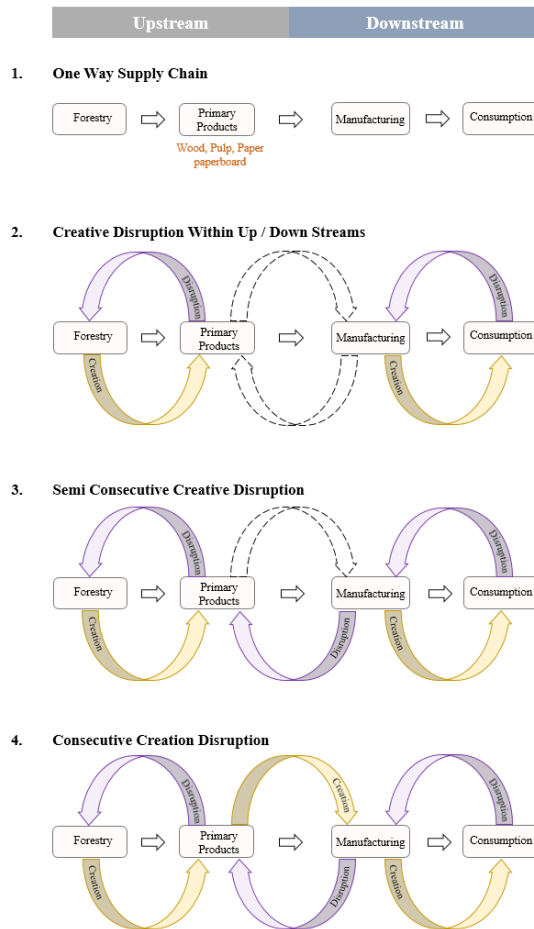 Upstream Downstream
1. One Way Supply Chain
Forestry
Primary
Products
Manufacturing
Consumption
Wood, Pulp, Paper
paperboard
2. Creative Disruption Within Up / Down Streams
Disruption
Disruption
Forestry
Primary
Products
Manufacturing
Consumption
Creation
Creation
3. Semi Consecutive Creative Disruption
Disruption
Disruption
Forestry
Primary
Products
Manufacturing
Consumption
Creation
Disruption
Creation
4. Consecutive Creation Disruption
Disruption
Creation
Disruption
Forestry
Primary
Products
Manufacturing
Consumption
Creation
Disruption
Creation